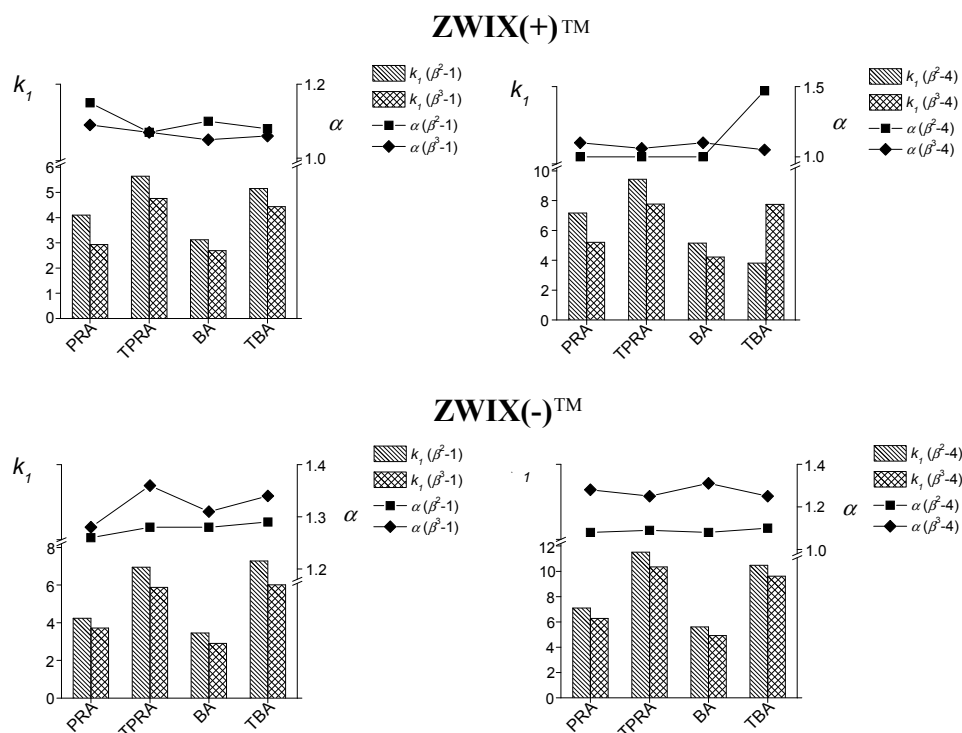 ZWIX(+)™
k₁
1.2
α
1.0
6
5
4
3
2
1
0
PRA
TPRA
BA
TBA
k₁ (β²-1)
k₁ (β³-1)
α (β²-1)
α (β³-1)
k₁
1.5
α
1.0
10
8
6
4
2
0
PRA
TPRA
BA
TBA
k₁ (β²-4)
k₁ (β³-4)
α (β²-4)
α (β³-4)
ZWIX(-)™
k₁
1.4
1.3
α
1.2
8
6
4
2
0
PRA
TPRA
BA
TBA
k₁ (β²-1)
k₁ (β³-1)
α (β²-1)
α (β³-1)
₁
1.4
1.2
α
1.0
12
10
8
6
4
2
0
PRA
TPRA
BA
TBA
k₁ (β²-4)
k₁ (β³-4)
α (β²-4)
α (β³-4)